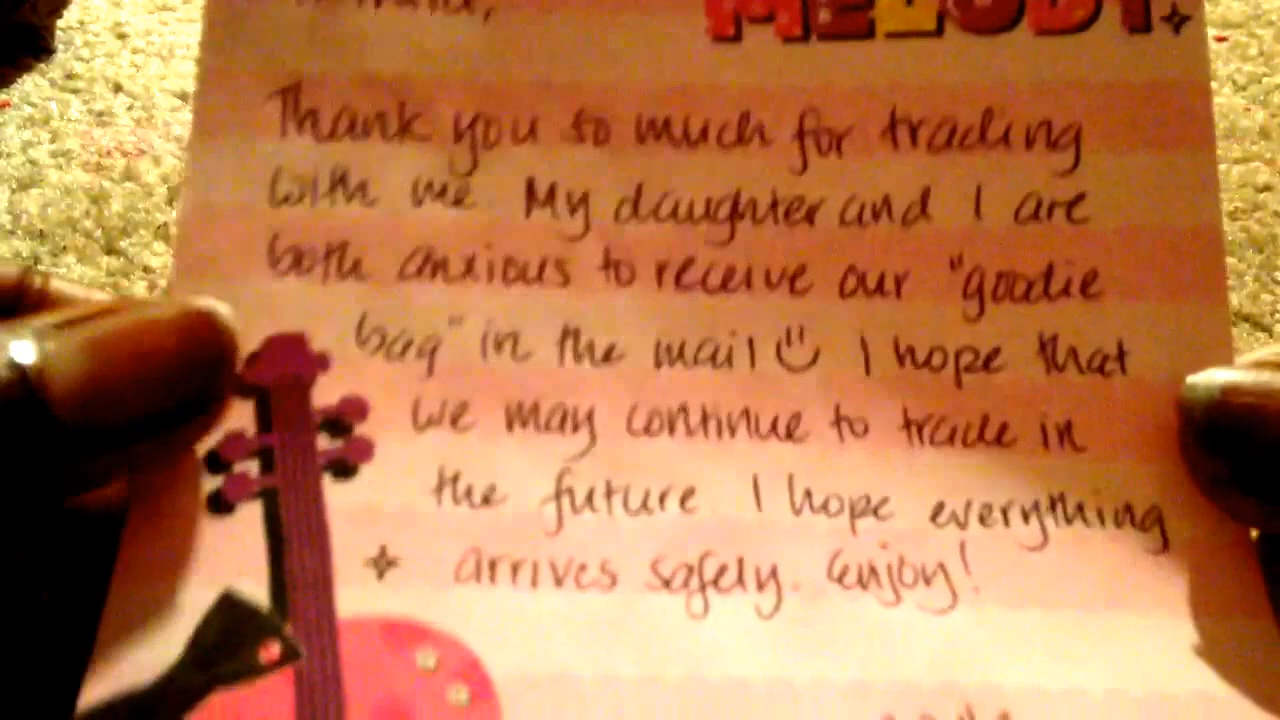 MELODY
Thank you so much for trading
with me. My daughter and I are
both anxious to receive our "goodie
bag" in the mail I hope that
we may continue to trade in
the future I hope everything
arrives safely. Enjoy!